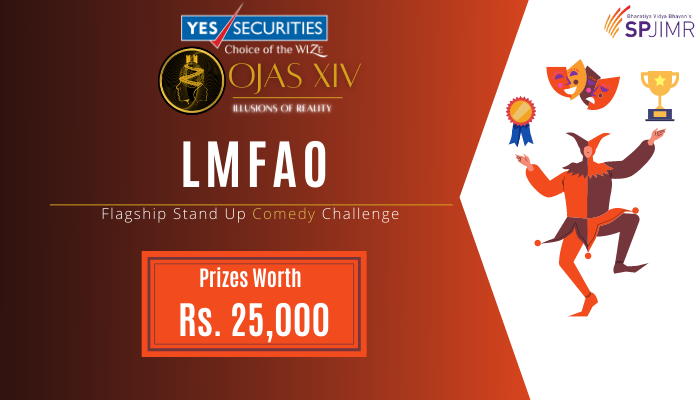 YES SECURITIES
Choice of the WIZE
OJAS XIV
ILLUSIONS OF REALITY
Bharatiya Vidya Bhavan's
SPJIMR
LMFAO
Flagship Stand Up Comedy Challenge
Prizes Worth
Rs. 25,000